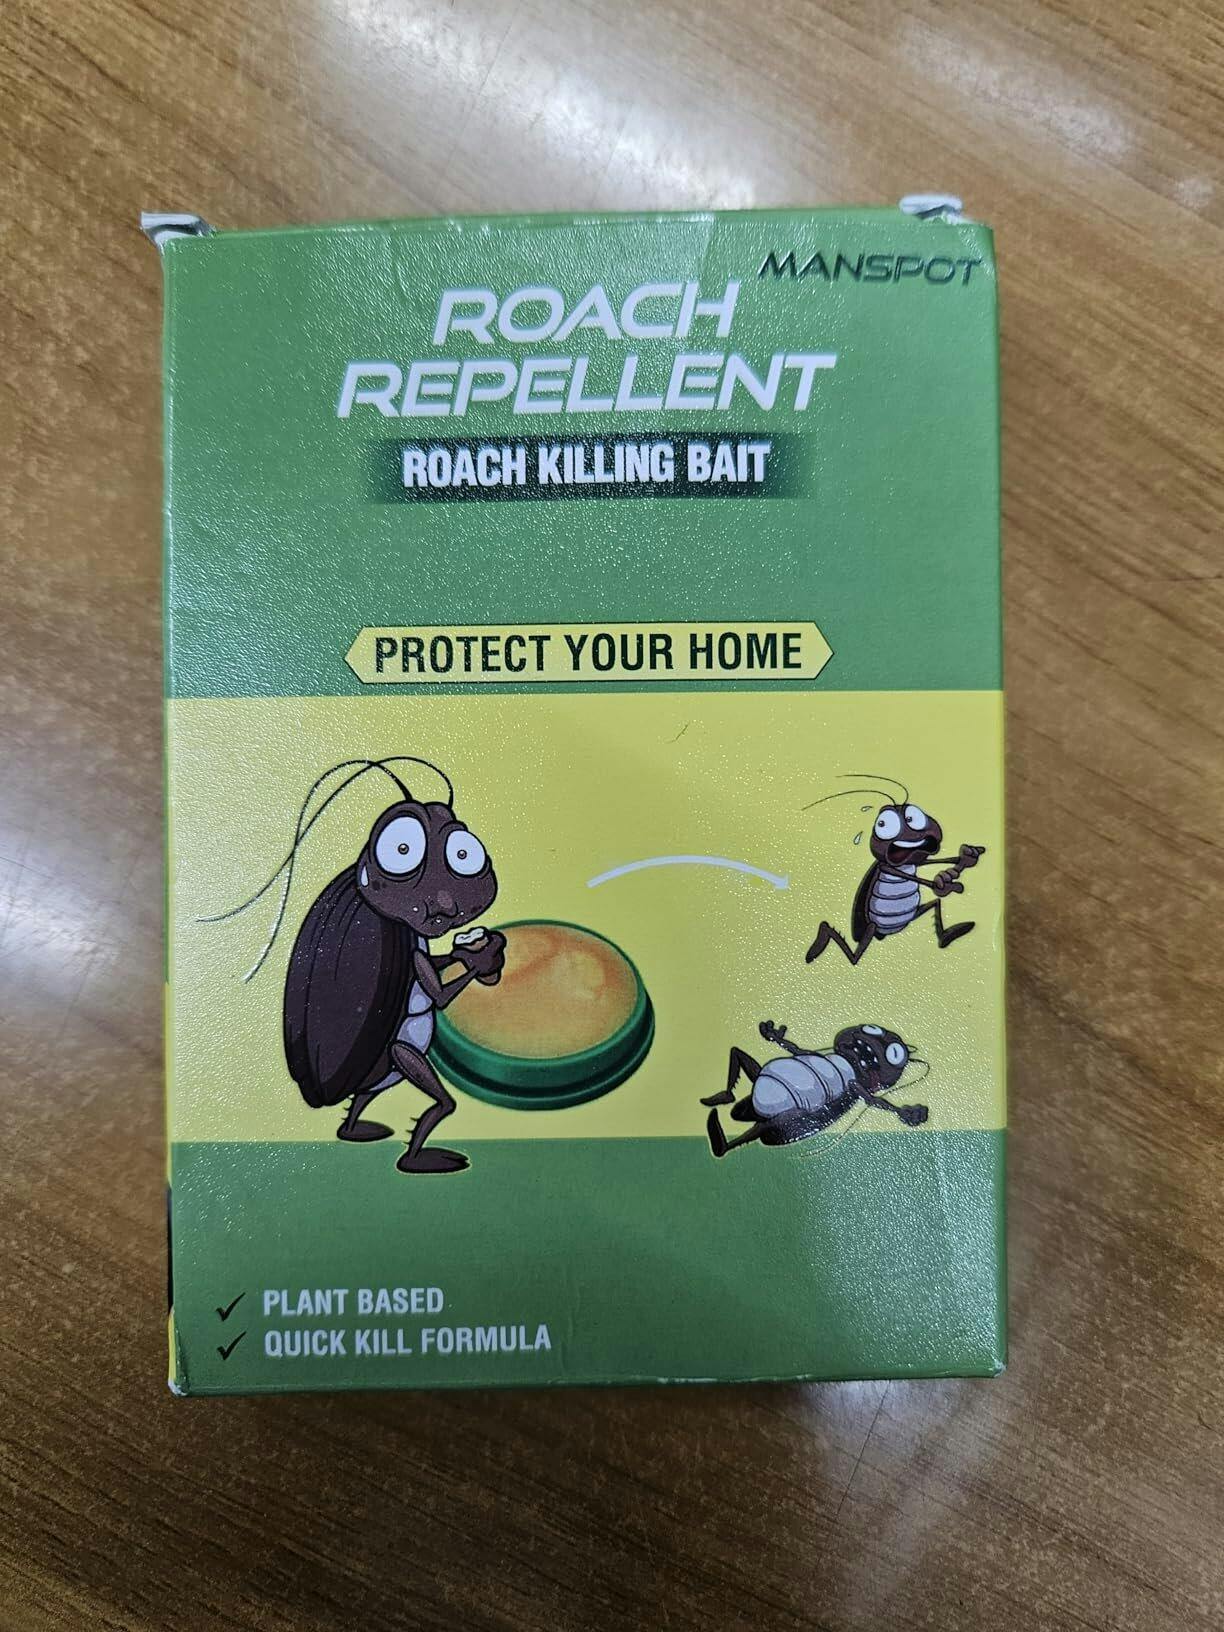 MANSPOT
ROACH
REPELLENT
ROACH KILLING BAIT
PROTECT YOUR HOME
✓ PLANT BASED
✓ QUICK KILL FORMULA